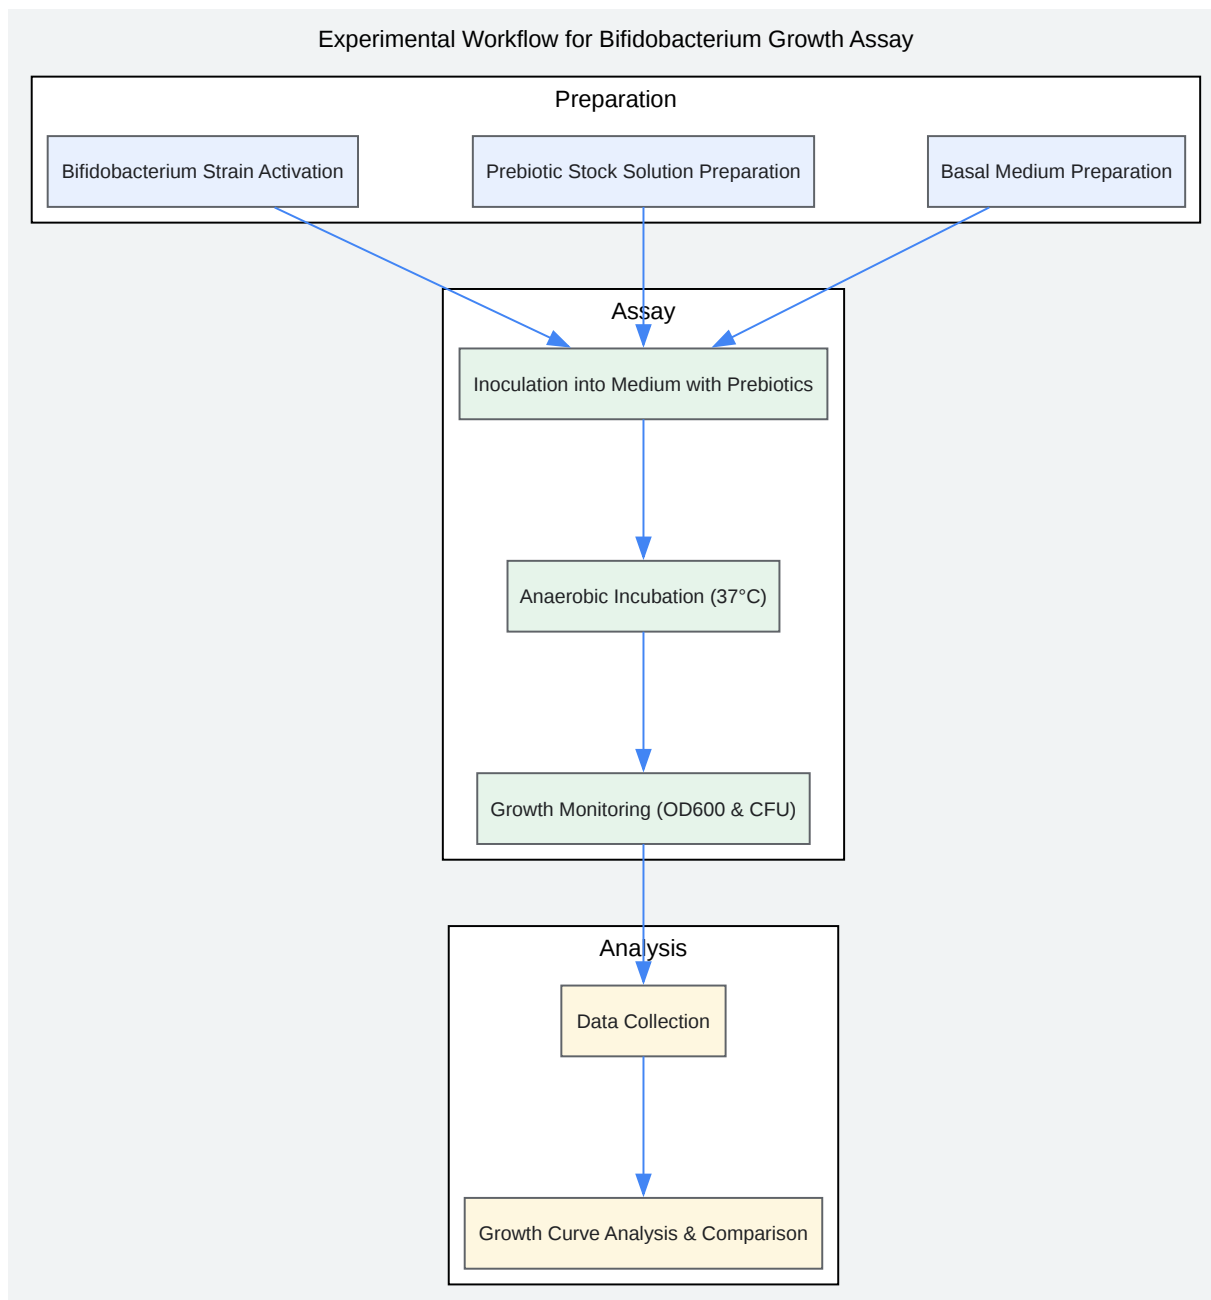 Experimental Workflow for Bifidobacterium Growth Assay
Preparation
Bifidobacterium Strain Activation
Prebiotic Stock Solution Preparation
Basal Medium Preparation
Assay
Inoculation into Medium with Prebiotics
Anaerobic Incubation (37°C)
Growth Monitoring (OD600 & CFU)
Analysis
Data Collection
Growth Curve Analysis & Comparison